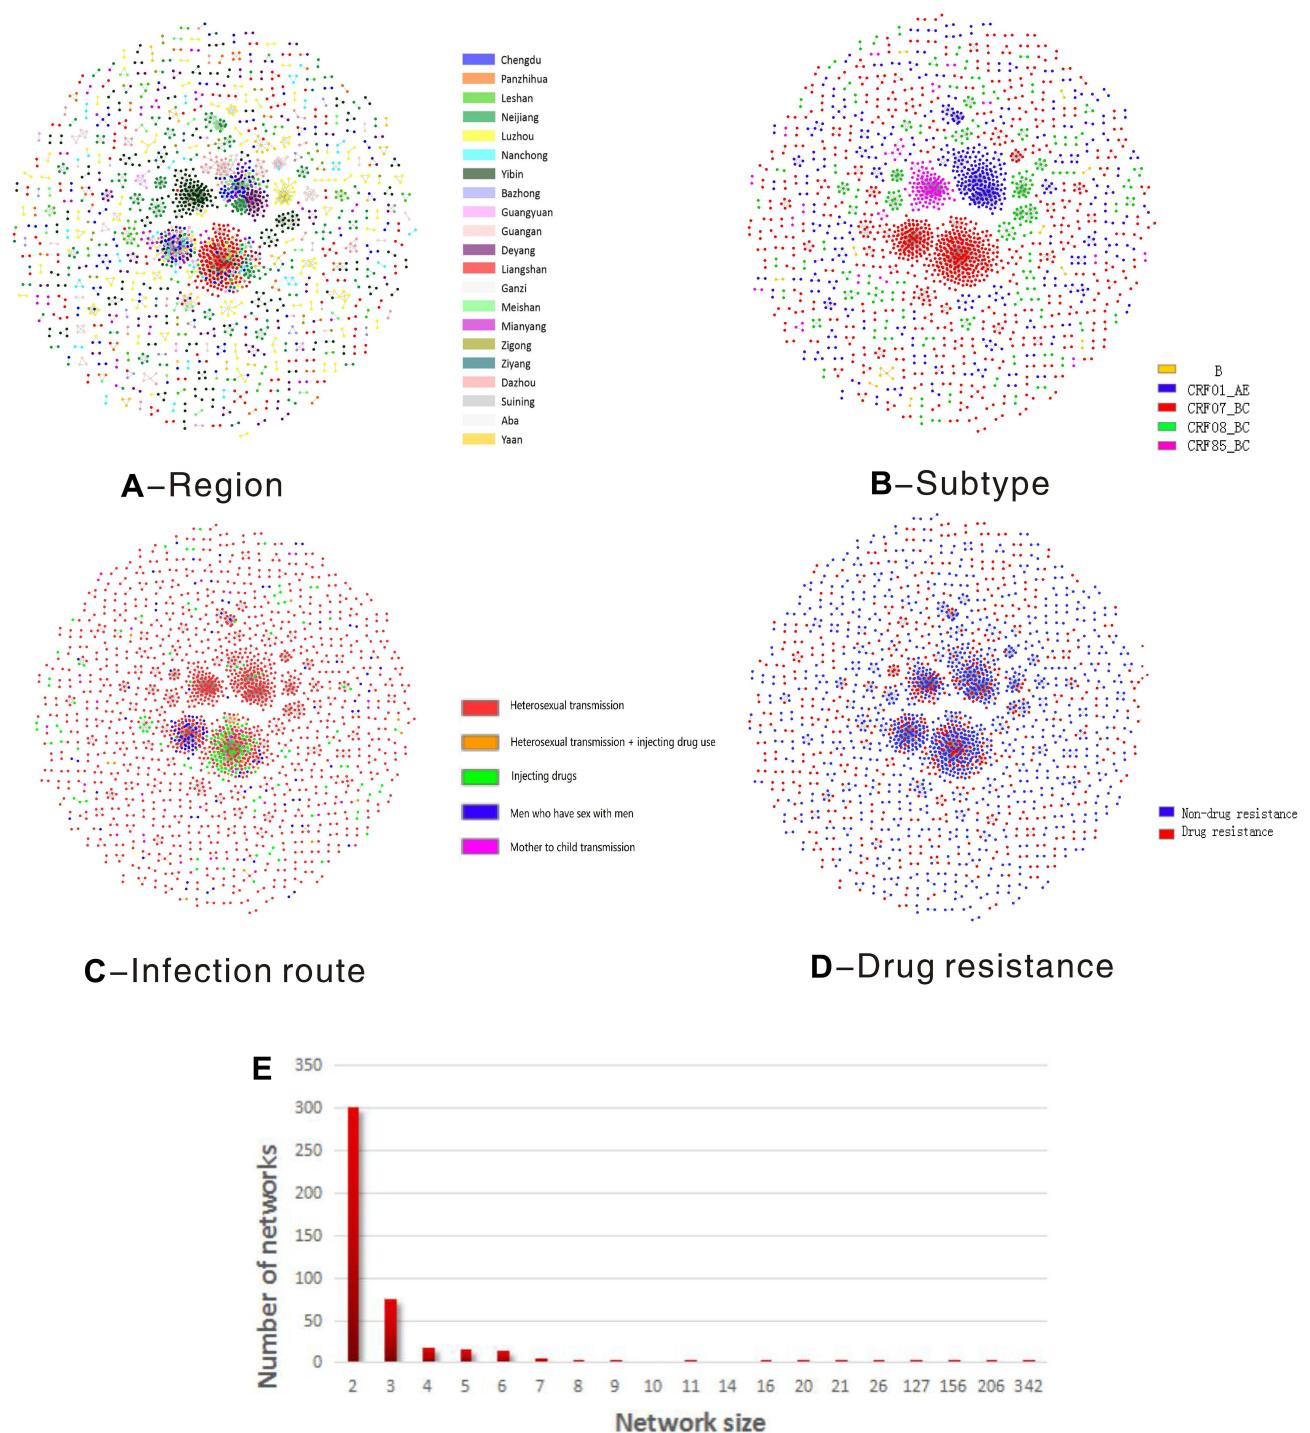 Chengdu
Panzhihua
Leshan
Neijiang
Luzhou
Nanchong
Yibin
Bazhong
Guangyuan
Guangan
Deyang
Liangshan
Ganzi
Meishan
Mianyang
Zigong
Ziyang
Dazhou
Suining
Aba
Yaan
B
CRF01_AE
CRF07_BC
CRF08_BC
CRF85_BC
A–Region
B–Subtype
Heterosexual transmission
Heterosexual transmission + injecting drug use
Injecting drugs
Men who have sex with men
Mother to child transmission
Non-drug resistance
Drug resistance
C–Infection route
D–Drug resistance
E
350
300
250
200
150
100
50
0
Number of networks
2 3 4 5 6 7 8 9 10 11 14 16 20 21 26 127 156 206 342
Network size